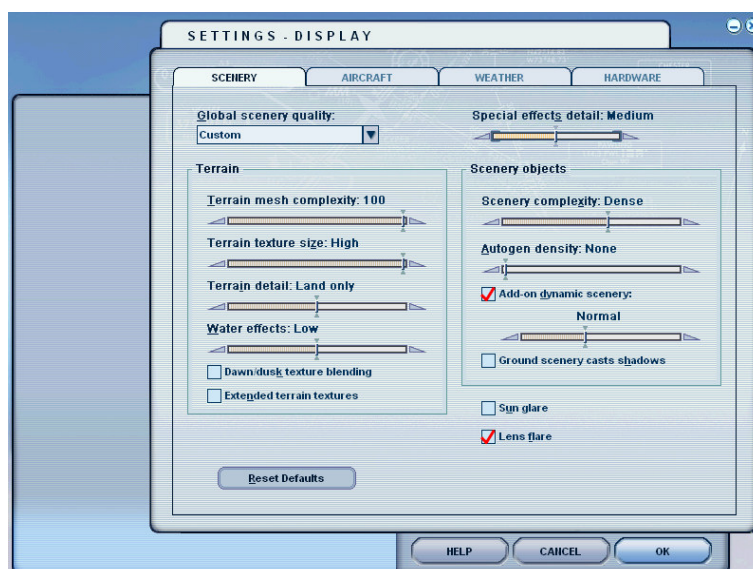 SETTINGS - DISPLAY
SCENERY
AIRCRAFT
WEATHER
HARDWARE
Global scenery quality:
Custom
Special effects detail: Medium
Terrain
Terrain mesh complexity: 100
Terrain texture size: High
Terrain detail: Land only
Water effects: Low
Dawn/dusk texture blending
Extended terrain textures
Scenery objects
Scenery complexity: Dense
Autogen density: None
Add-on dynamic scenery:
Normal
Ground scenery casts shadows
Sun glare
Lens flare
Reset Defaults
HELP
CANCEL
OK